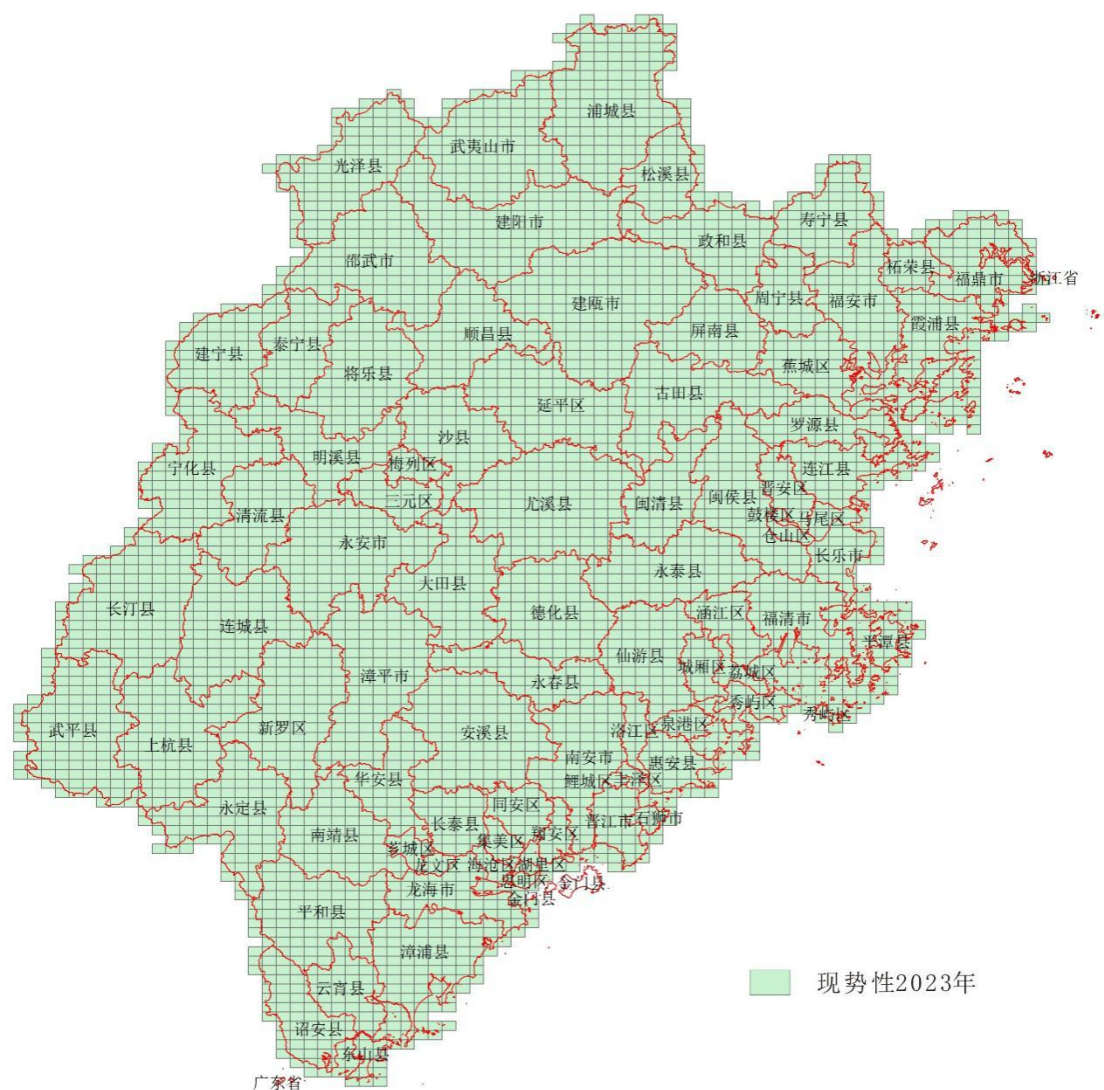 浦城县
武夷山市
光泽县
松溪县
建阳市
寿宁县
政和县
邵武市
柘荣县
福鼎市
浙江省
周宁县
福安市
建瓯市
霞浦县
顺昌县
屏南县
泰宁县
建宁县
将乐县
蕉城区
古田县
延平区
罗源县
沙县
明溪县
梅列区
宁化县
连江县
晋安区
三元区
尤溪县
闽清县
闽侯县
清流县
鼓楼区
马尾区
仓山区
永安市
长乐市
永泰县
大田县
长汀县
德化县
涵江区
福清市
连城县
平潭县
仙游县
城厢区
荔城区
漳平市
永春县
秀屿区
秀屿区
武平县
新罗区
上杭县
安溪县
洛江区
泉港区
南安市
惠安县
华安县
鲤城区
丰泽区
永定县
同安区
南靖县
长泰县
翔安区
晋江市
石狮市
集美区
芗城区
龙文区
海沧区
湖里区
思明区
金门县
龙海市
金门县
平和县
漳浦县
云宵县
现势性2023年
诏安县
东山县
广东省